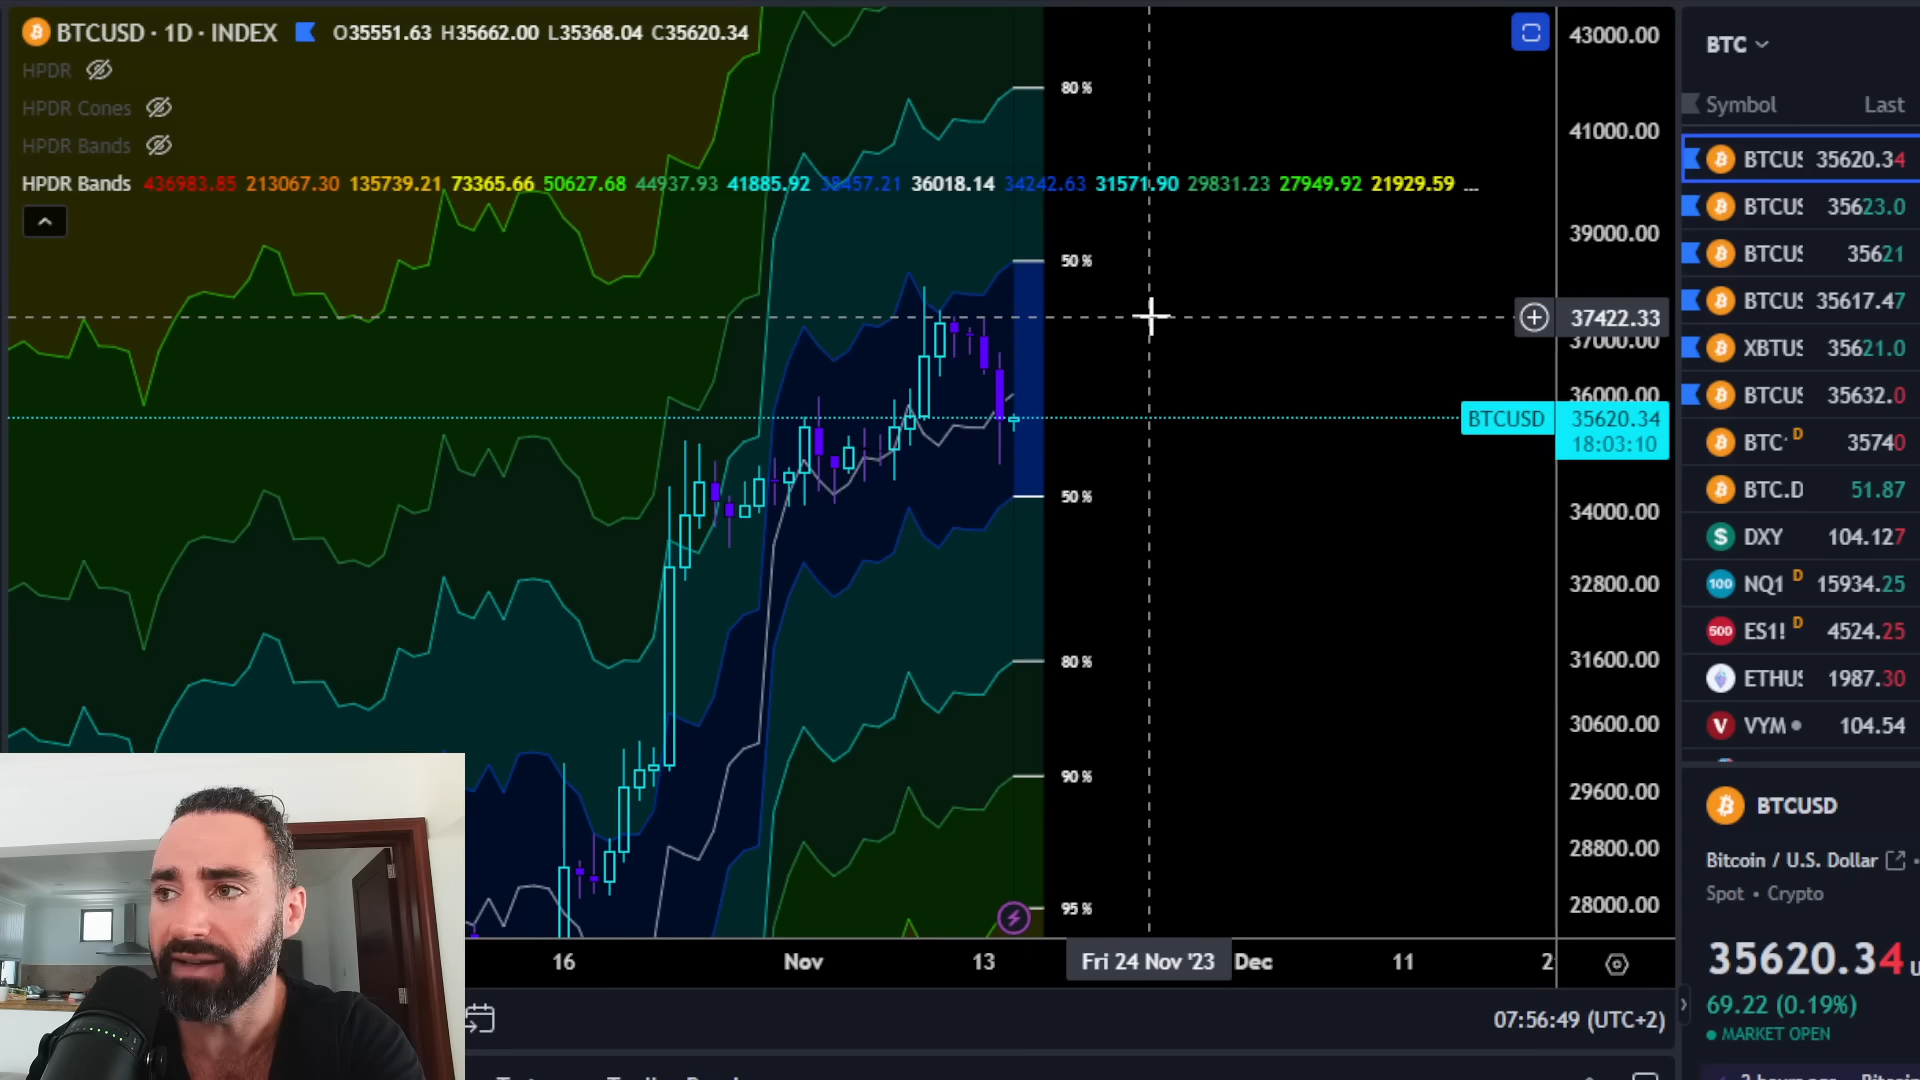 BTCUSD · 1D · INDEX O35551.63 H35662.00 L35368.04 C35620.34
HPDR
HPDR Cones
HPDR Bands
HPDR Bands 436983.85 213067.30 135739.21 73365.66 50627.68 44937.93 41885.92 38457.21 36018.14 34242.63 31571.90 29831.23 27949.92 21929.59 ...
80%
50%
50%
80%
90%
95%
43000.00
41000.00
39000.00
37422.33
37000.00
36000.00
BTCUSD 35620.34
18:03:10
34000.00
32800.00
31600.00
30600.00
29600.00
28800.00
28000.00
16 Nov 13 Fri 24 Nov '23 Dec 11 2
07:56:49 (UTC+2)
BTC
Symbol Last
BTCUS 35620.34
BTCUS 35623.0
BTCUS 35621
BTCUS 35617.47
XBTUS 35621.0
BTCUS 35632.0
BTC D 35740
BTC.D 51.87
S DXY 104.127
100 NQ1 D 15934.25
500 ES1! D 4524.25
ETHUS 1987.30
V VYM 104.54
BTCUSD
Bitcoin / U.S. Dollar
Spot • Crypto
35620.34 U
69.22 (0.19%)
MARKET OPEN